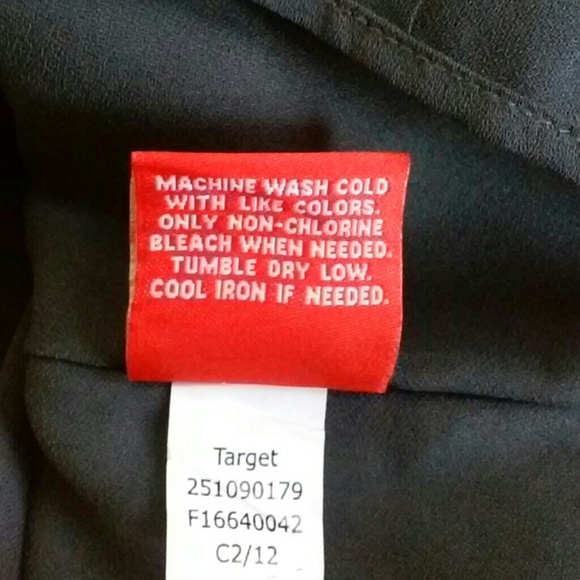 MACHINE WASH COLD
WITH LIKE COLORS.
ONLY NON-CHLORINE
BLEACH WHEN NEEDED.
TUMBLE DRY LOW.
COOL IRON IF NEEDED.
Target
251090179
F16640042
C2/12